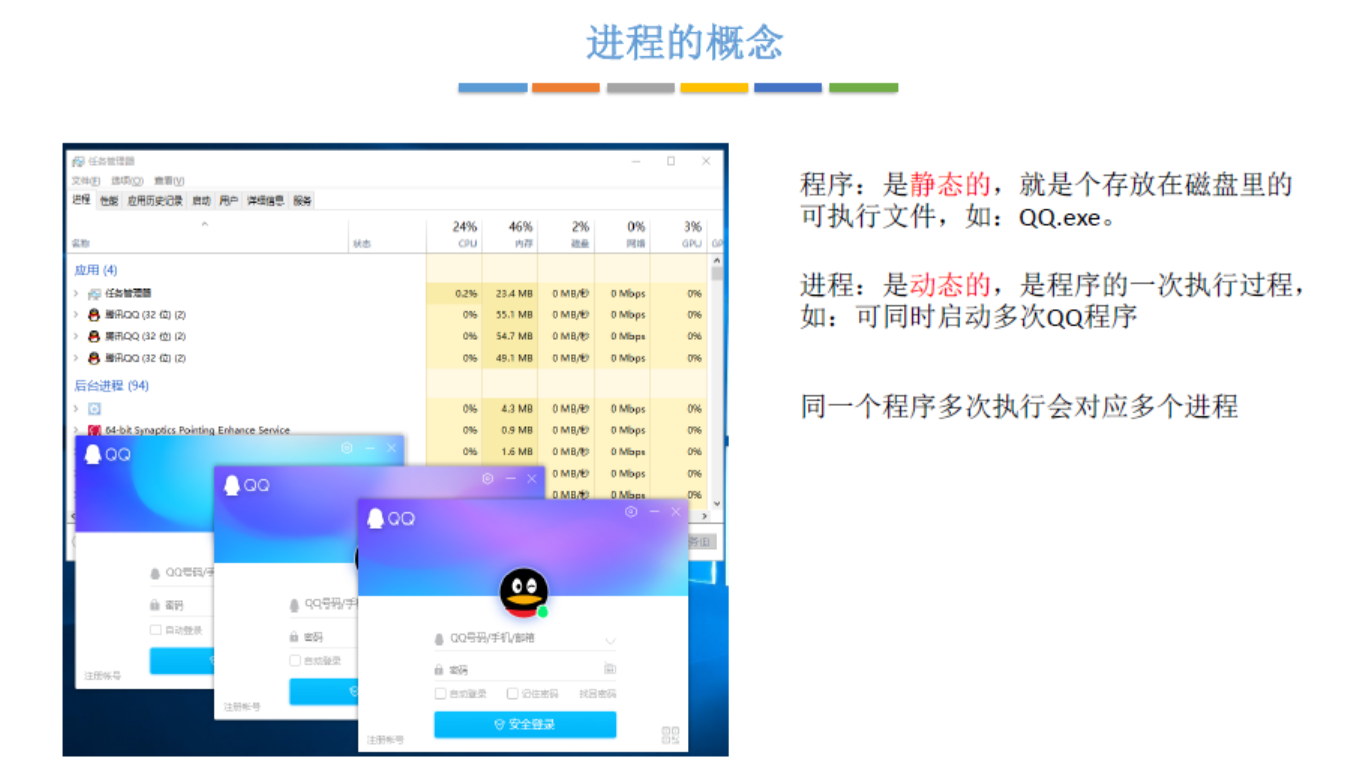 进程的概念
任务管理器
文件(F) 选项(O) 查看(V)
进程 性能 应用历史记录 启动 用户 详细信息 服务
24% 46% 2% 0% 3%
名称 状态 CPU 内存 磁盘 网络 GPU GP
应用 (4)
任务管理器 0.2% 23.4 MB 0 MB/秒 0 Mbps 0%
腾讯QQ (32 位) (2) 0% 55.1 MB 0 MB/秒 0 Mbps 0%
腾讯QQ (32 位) (2) 0% 54.7 MB 0 MB/秒 0 Mbps 0%
腾讯QQ (32 位) (2) 0% 49.1 MB 0 MB/秒 0 Mbps 0%
后台进程 (94)
0% 4.3 MB 0 MB/秒 0 Mbps 0%
64-bit Synaptics Pointing Enhance Service 0% 0.9 MB 0 MB/秒 0 Mbps 0%
0% 1.6 MB 0 MB/秒 0 Mbps 0%
0 MB/秒 0 Mbps 0%
0 MB/秒 0 Mbps 0%
QQ
QQ号码/手
密码
自动登录
注册帐号
QQ
QQ号码/手
密码
自动登录
注册帐号
QQ
QQ号码/手机/邮箱
密码
自动登录 记住密码 找回密码
安全登录
注册帐号
程序：是静态的，就是个存放在磁盘里的
可执行文件，如：QQ.exe。
进程：是动态的，是程序的一次执行过程，
如：可同时启动多次QQ程序
同一个程序多次执行会对应多个进程